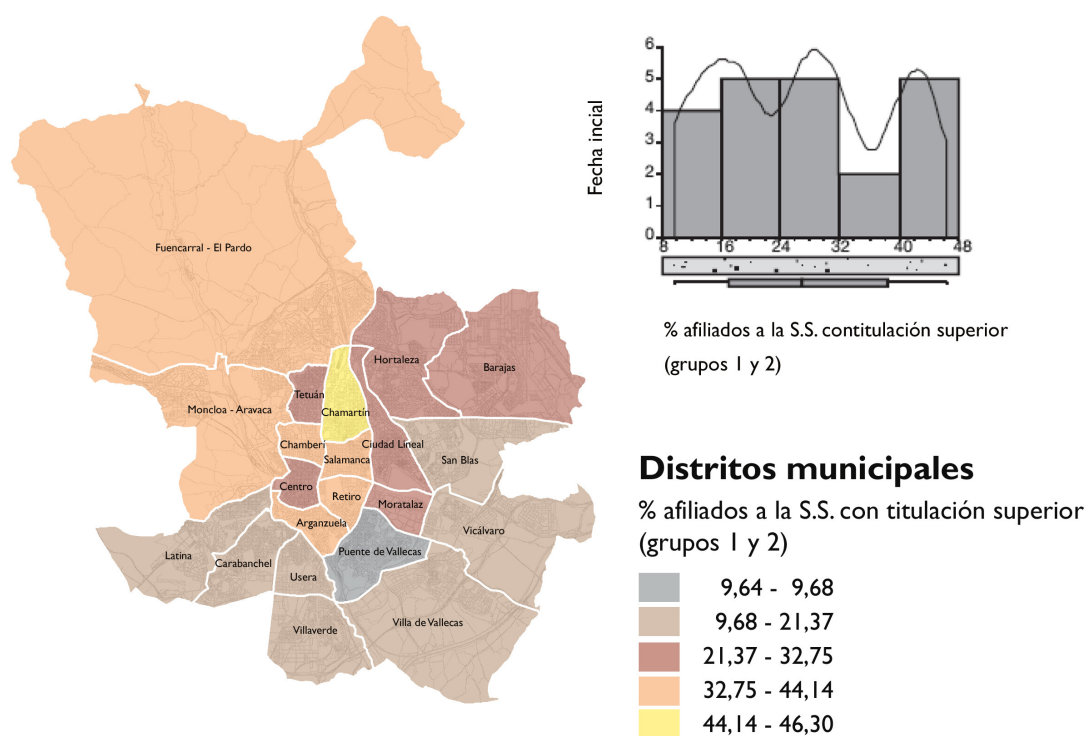 Fuencarral - El Pardo
Hortaleza
Barajas
Tetuán
Moncloa - Aravaca
Chamartín
Chamberí
Ciudad Lineal
Salamanca
San Blas
Centro
Retiro
Moratalaz
Arganzuela
Vicálvaro
Latina
Puente de Vallecas
Carabanchel
Usera
Villaverde
Villa de Vallecas
Fecha incial
6
5
4
3
2
1
0
8 16 24 32 40 48
% afiliados a la S.S. contitulación superior
(grupos 1 y 2)
Distritos municipales
% afiliados a la S.S. con titulación superior
(grupos 1 y 2)
9,64 - 9,68
9,68 - 21,37
21,37 - 32,75
32,75 - 44,14
44,14 - 46,30